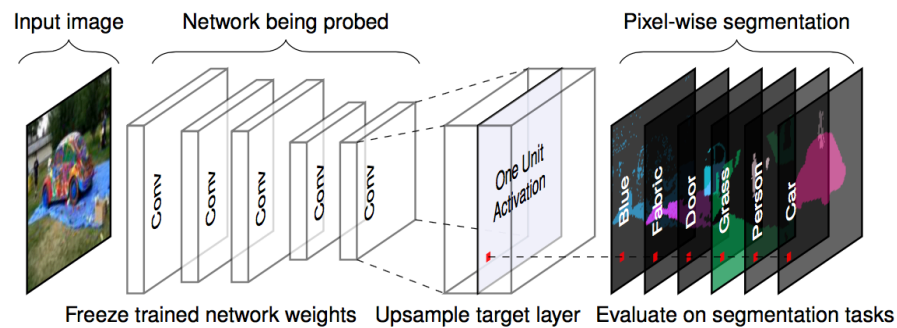 Input image
Network being probed
Pixel-wise segmentation
Conv
Conv
Conv
Conv
Conv
One Unit
Activation
Blue
Fabric
Door
Grass
Person
Car
Freeze trained network weights
Upsample target layer
Evaluate on segmentation tasks